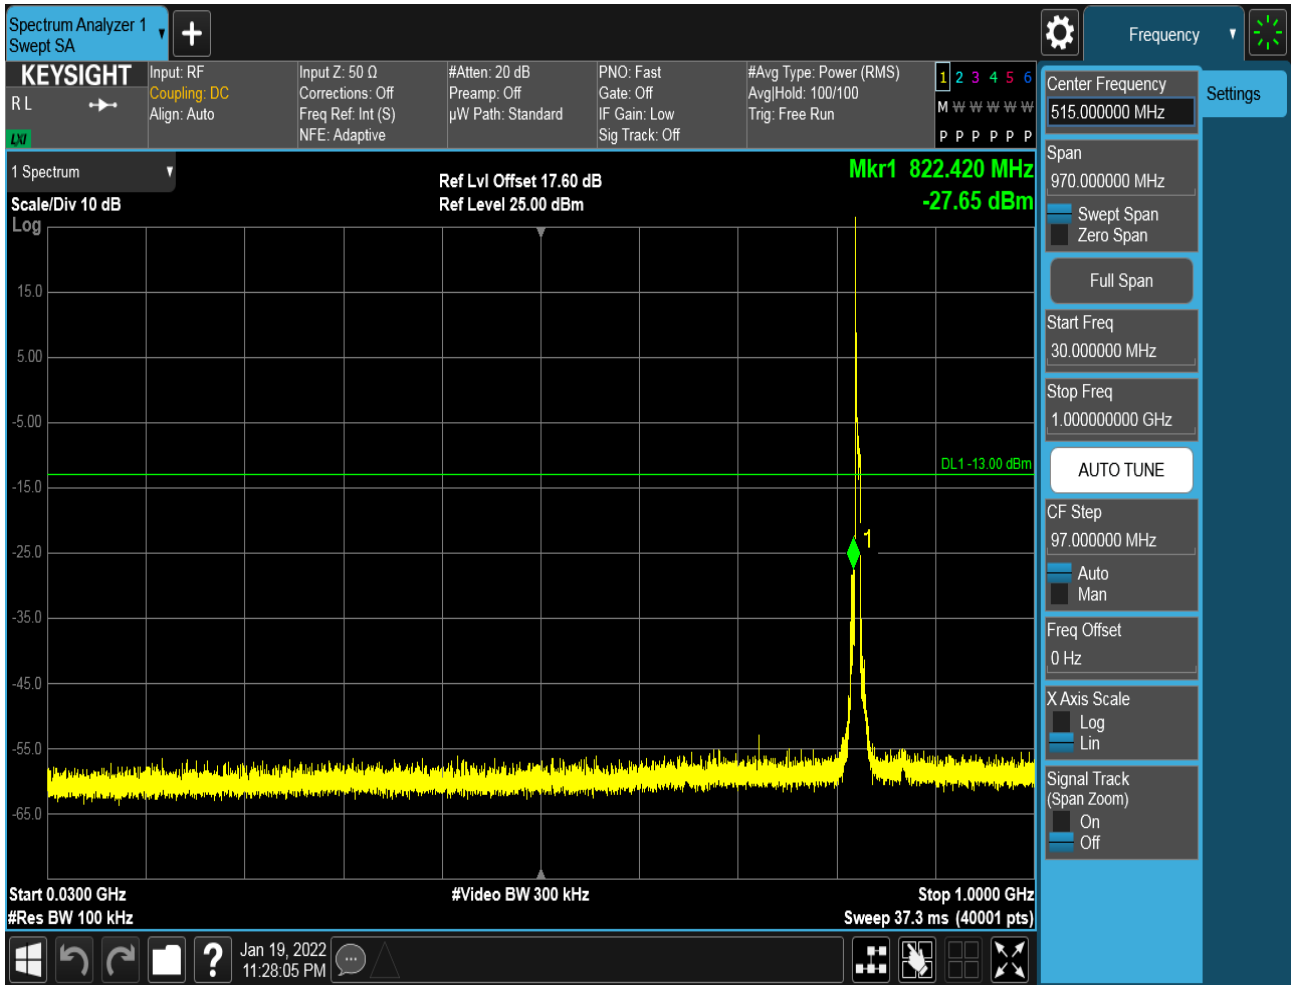 Spectrum Analyzer 1
Swept SA
Frequency
KEYSIGHT
R L
LXI
Input: RF
Coupling: DC
Align: Auto
Input Z: 50 Ω
Corrections: Off
Freq Ref: Int (S)
NFE: Adaptive
#Atten: 20 dB
Preamp: Off
µW Path: Standard
PNO: Fast
Gate: Off
IF Gain: Low
Sig Track: Off
#Avg Type: Power (RMS)
Avg|Hold: 100/100
Trig: Free Run
1 2 3 4 5 6
M W W W W W
P P P P P P
1 Spectrum
Scale/Div 10 dB
Log
Ref Lvl Offset 17.60 dB
Ref Level 25.00 dBm
Mkr1 822.420 MHz
-27.65 dBm
15.0
5.00
-5.00
-15.0
-25.0
-35.0
-45.0
-55.0
-65.0
DL1 -13.00 dBm
1
Start 0.0300 GHz
#Res BW 100 kHz
#Video BW 300 kHz
Stop 1.0000 GHz
Sweep 37.3 ms (40001 pts)
Center Frequency
515.000000 MHz
Settings
Span
970.000000 MHz
Swept Span
Zero Span
Full Span
Start Freq
30.000000 MHz
Stop Freq
1.000000000 GHz
AUTO TUNE
CF Step
97.000000 MHz
Auto
Man
Freq Offset
0 Hz
X Axis Scale
Log
Lin
Signal Track
(Span Zoom)
On
Off
?
Jan 19, 2022
11:28:05 PM